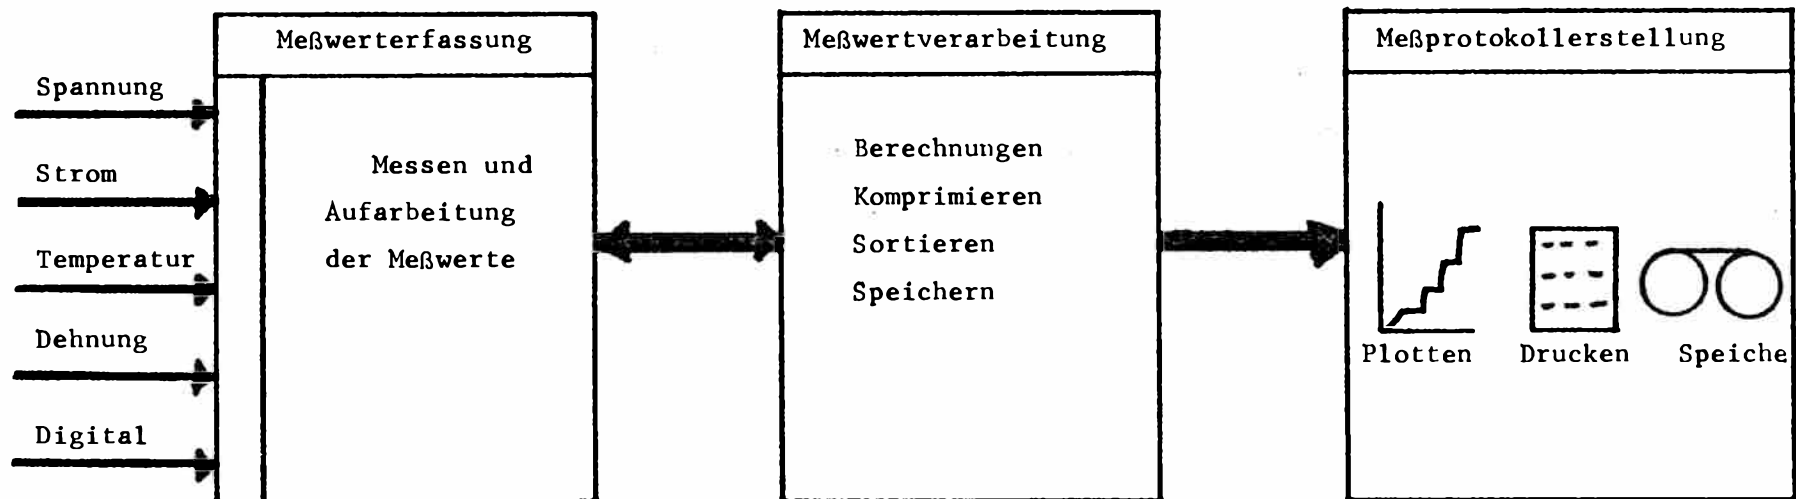 Meßwerterfassung
Spannung
Strom
Temperatur
Dehnung
Digital
Messen und
Aufarbeitung
der Meßwerte
Meßwertverarbeitung
Berechnungen
Komprimieren
Sortieren
Speichern
Meßprotokollerstellung
Plotten
Drucken
Speiche